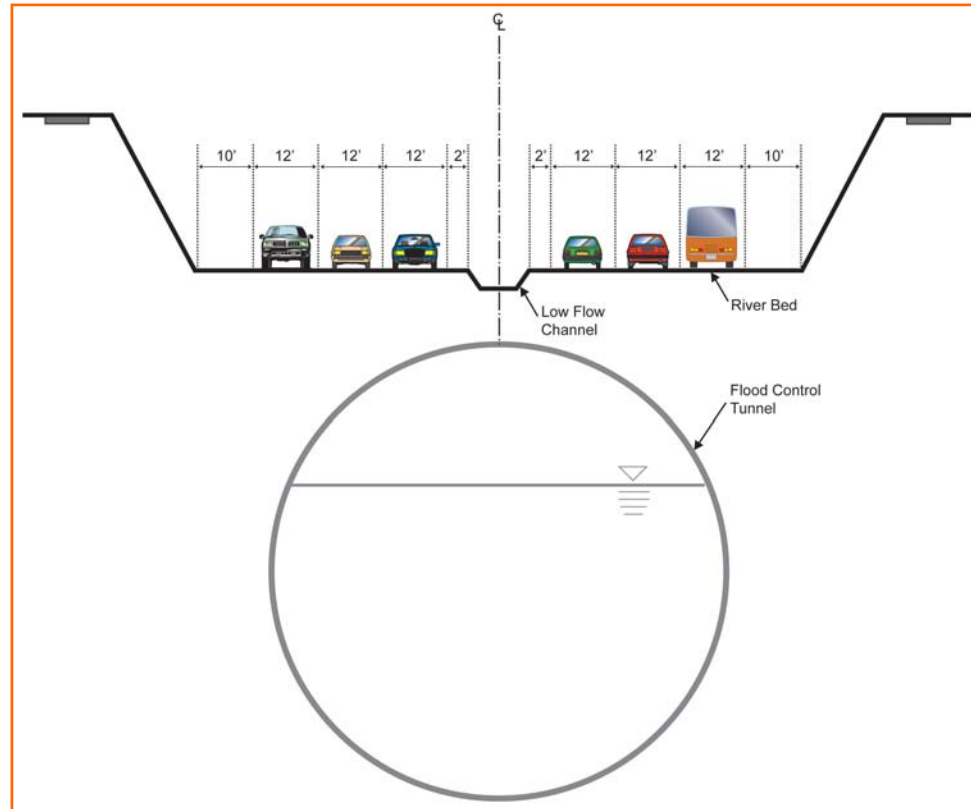 ℄
10’ 12’ 12’ 12’ 2’ 2’ 12’ 12’ 12’ 10’
River Bed
Low Flow
Channel
Flood Control
Tunnel